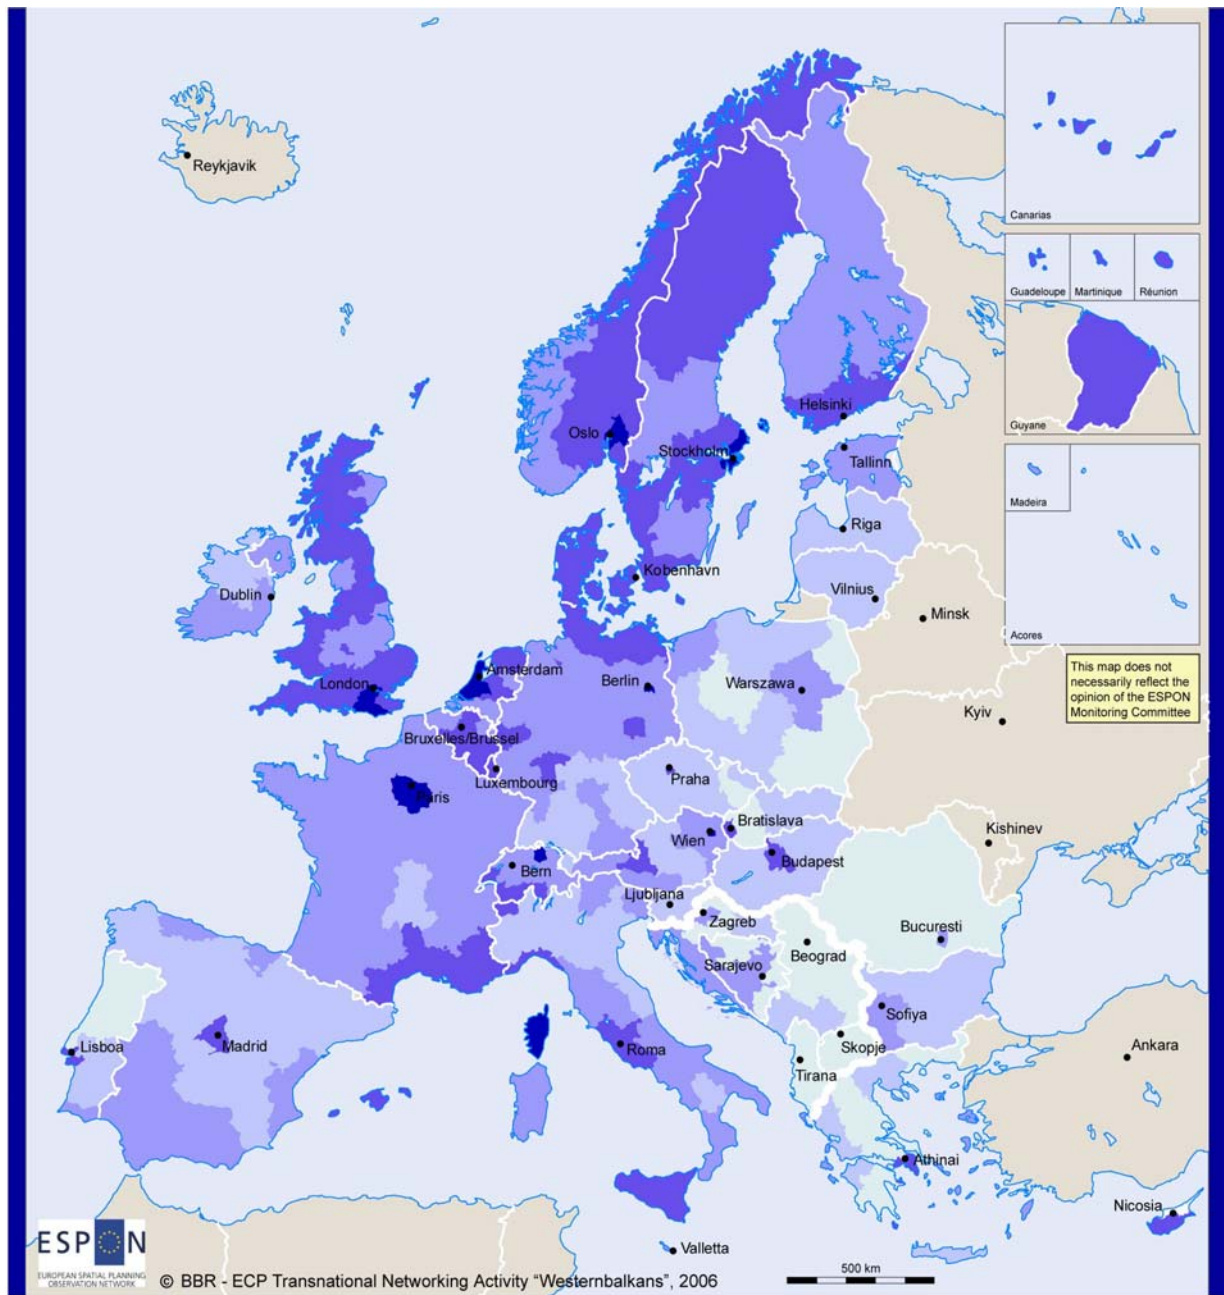 Reykjavik
Canarias
Guadeloupe
Martinique
Réunion
Guyane
Helsinki
Oslo
Stockholm
Tallinn
Madeira
Riga
Kobenhavn
Dublin
Vilnius
Minsk
Acores
Amsterdam
London
Berlin
Warszawa
This map does not
necessarily reflect the
opinion of the ESPON
Monitoring Committee
Kyiv
Bruxelles/Brussel
Luxembourg
Praha
Paris
Bratislava
Wien
Kishinev
Budapest
Bern
Ljubljana
Zagreb
Bucuresti
Beograd
Sarajevo
Sofiya
Lisboa
Madrid
Roma
Skopje
Ankara
Tirana
Athinai
Nicosia
Valletta
ESPON
EUROPEAN SPATIAL PLANNING
OBSERVATION NETWORK
© BBR - ECP Transnational Networking Activity "Westernbalkans", 2006
500 km